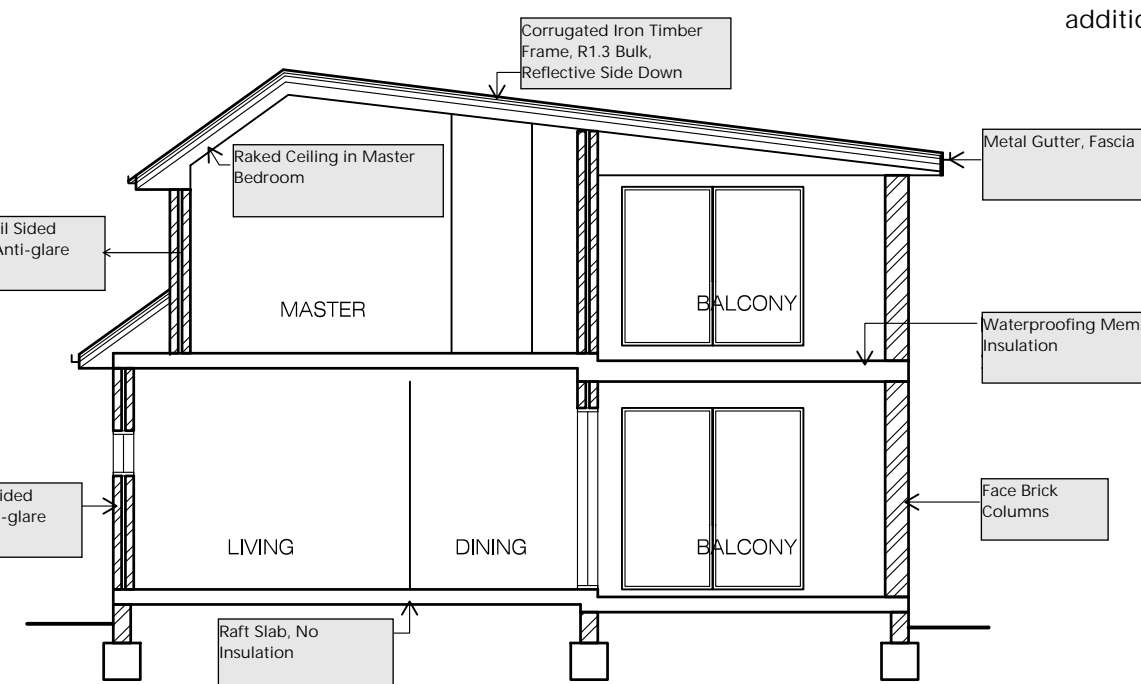 additio
Corrugated Iron Timber
Frame, R1.3 Bulk,
Reflective Side Down
Metal Gutter, Fascia
Raked Ceiling in Master
Bedroom
il Sided
Anti-glare
MASTER
BALCONY
Waterproofing Mem
Insulation
ided
-glare
Face Brick
Columns
LIVING
DINING
BALCONY
Raft Slab, No
Insulation